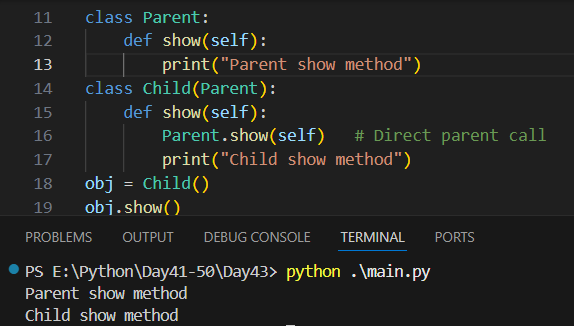 11 class Parent:
12     def show(self):
13         print("Parent show method")
14 class Child(Parent):
15     def show(self):
16         Parent.show(self)   # Direct parent call
17         print("Child show method")
18 obj = Child()
19 obj.show()
PROBLEMS OUTPUT DEBUG CONSOLE TERMINAL PORTS
PS E:\Python\Day41-50\Day43> python .\main.py
Parent show method
Child show method